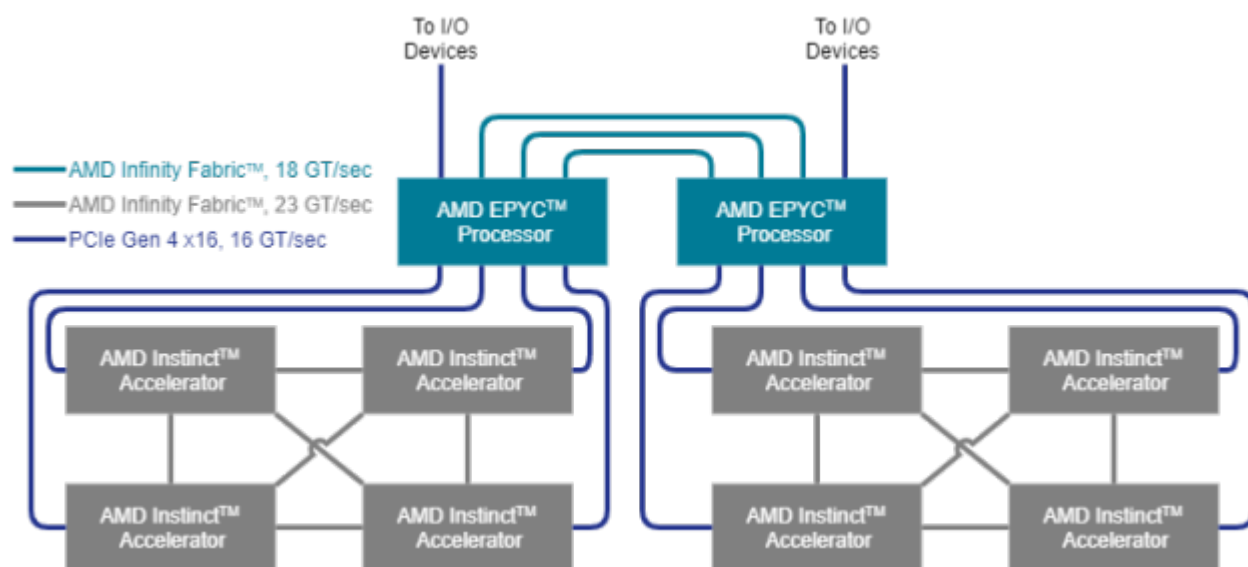 To I/O
Devices
To I/O
Devices
AMD Infinity Fabric™, 18 GT/sec
AMD Infinity Fabric™, 23 GT/sec
PCIe Gen 4 x16, 16 GT/sec
AMD EPYC™
Processor
AMD EPYC™
Processor
AMD Instinct™
Accelerator
AMD Instinct™
Accelerator
AMD Instinct™
Accelerator
AMD Instinct™
Accelerator
AMD Instinct™
Accelerator
AMD Instinct™
Accelerator
AMD Instinct™
Accelerator
AMD Instinct™
Accelerator